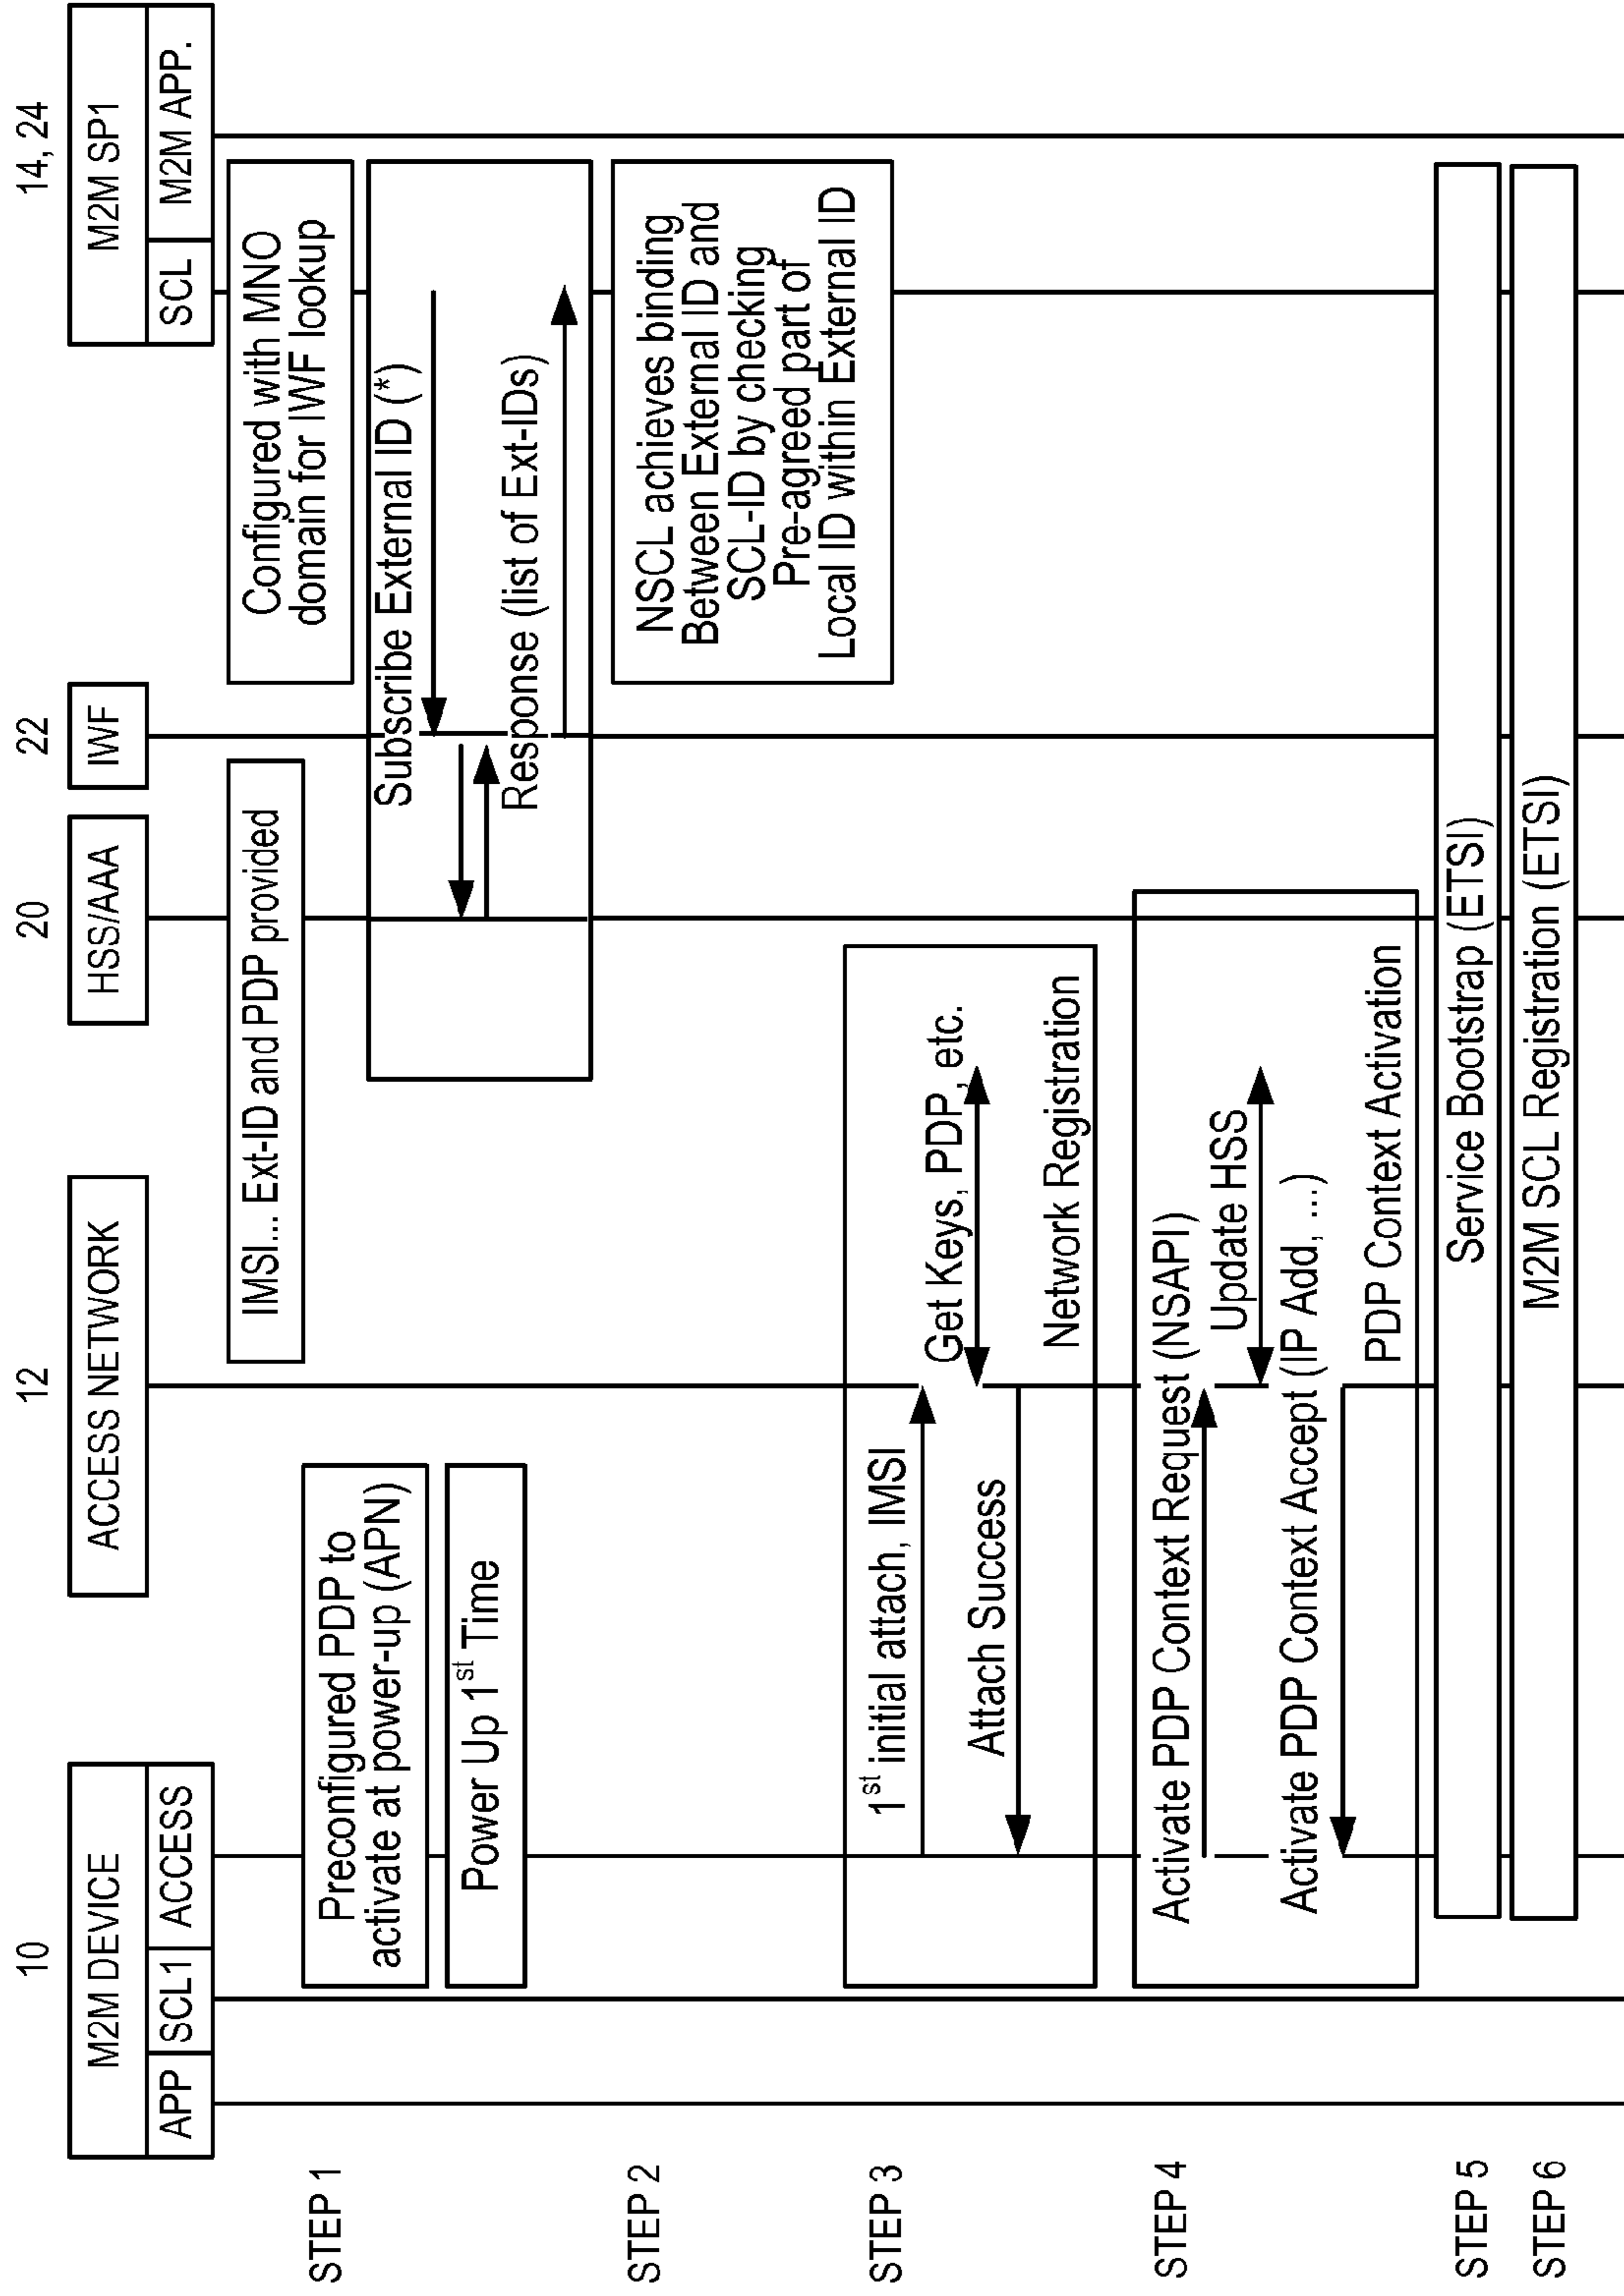 10
12
20
22
14, 24
M2M DEVICE
ACCESS NETWORK
HSS/AAA
IWF
M2M SP1
APP
SCL1
ACCESS
SCL
M2M APP.
STEP 1
Preconfigured PDP to
activate at power-up (APN)
Power Up 1st Time
IMSI... Ext-ID and PDP provided
Configured with MNO
domain for IWF lookup
Subscribe External ID (*)
Response (list of Ext-IDs)
STEP 2
NSCL achieves binding
Between External ID and
SCL-ID by checking
Pre-agreed part of
Local ID within External ID
STEP 3
1st initial attach, IMSI
Get Keys, PDP, etc.
Attach Success
Network Registration
STEP 4
Activate PDP Context Request (NSAPI)
Update HSS
Activate PDP Context Accept (IP Add, ...)
PDP Context Activation
STEP 5
Service Bootstrap (ETSI)
STEP 6
M2M SCL Registration (ETSI)